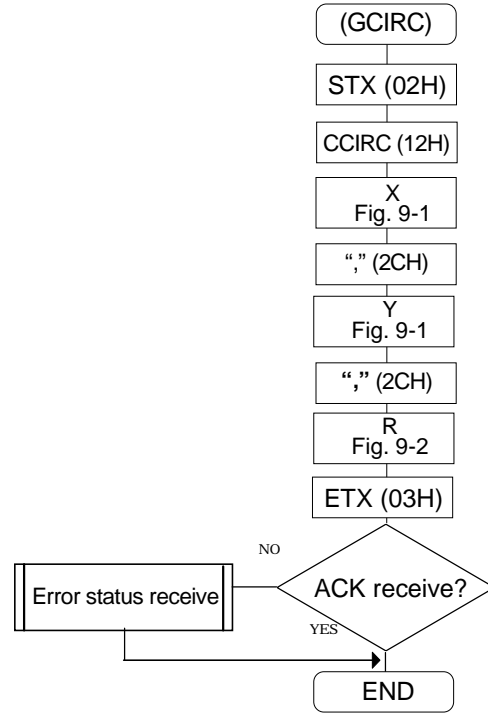 (GCIRC)
STX (02H)
CCIRC (12H)
X
Fig. 9-1
“,” (2CH)
Y
Fig. 9-1
“,” (2CH)
R
Fig. 9-2
ETX (03H)
NO
ACK receive?
Error status receive
YES
END